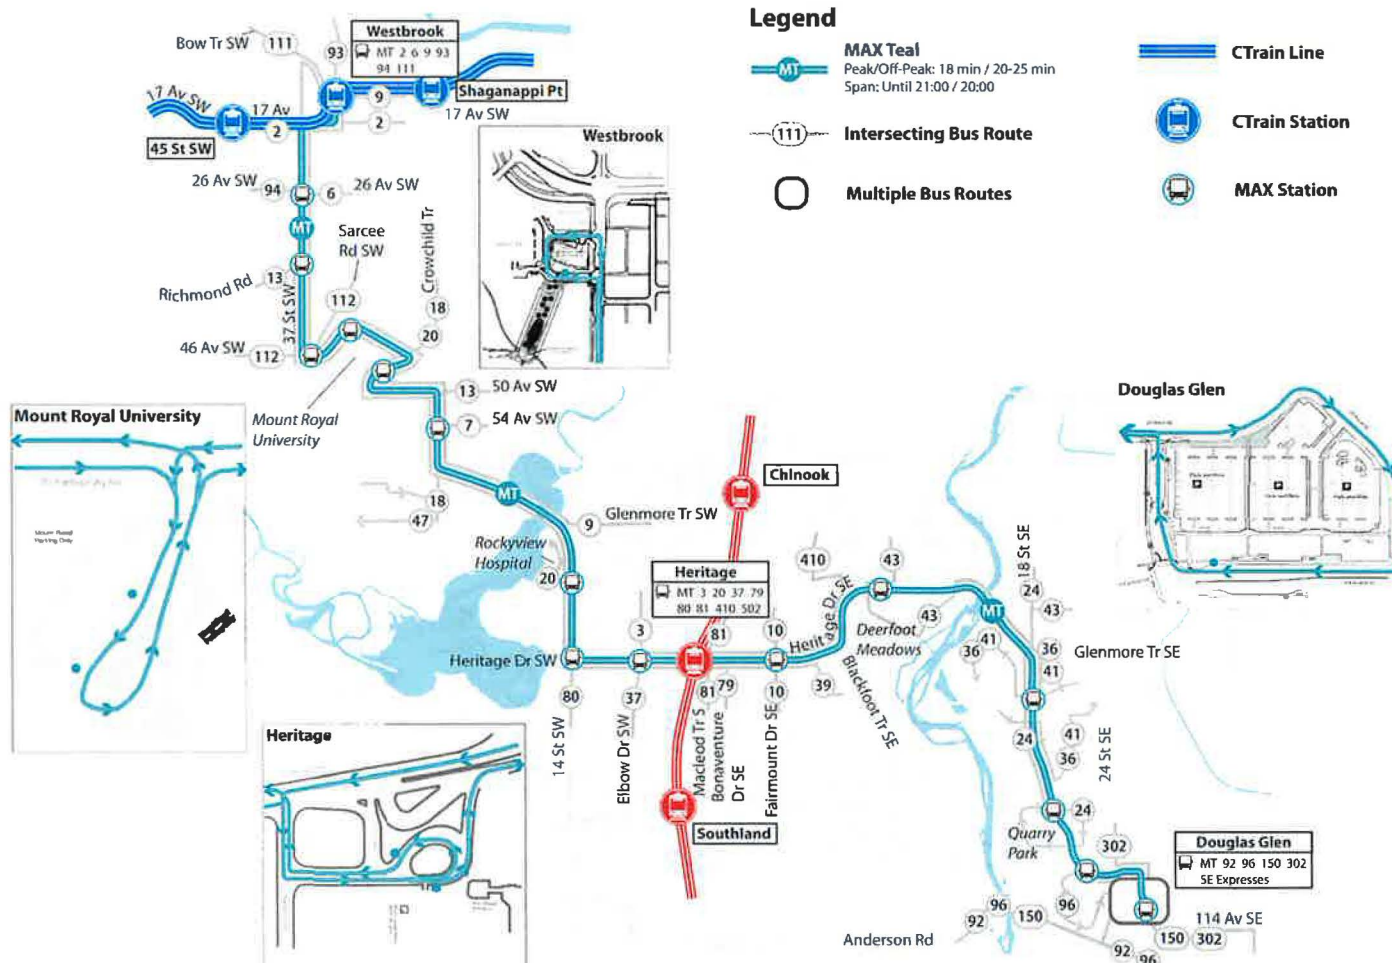 Legend
MAX Teal
MT
Peak/Off-Peak: 18 min / 20-25 min
Span: Until 21:00 / 20:00
111
Intersecting Bus Route
Multiple Bus Routes
CTrain Line
CTrain Station
MAX Station
Westbrook
MT 2 6 9 93
94 111
Bow Tr SW
111
93
17 Av SW
17 Av
2
9
2
Shaganappi Pt
17 Av SW
45 St SW
26 Av SW
94
6
26 Av SW
MT
Sarcee
Rd SW
Crowchild Tr
Richmond Rd
13
37 St SW
112
18
20
46 Av SW
112
Westbrook
13
50 Av SW
7
54 Av SW
Mount Royal
University
Mount Royal University
Mount Royal
Parking Only
18
47
MT
9
Glenmore Tr SW
Rockyview
Hospital
20
Chinook
Heritage
MT 3 20 37 79
80 81 410 502
3
81
10
Heritage Dr SW
80
37
81
79
10
39
14 St SW
Elbow Dr SW
Macleod Tr S
Bonaventure
Dr SE
Fairmount Dr SE
Heritage Dr SE
Blackfoot Tr SE
Southland
Heritage
410
43
43
Deerfoot
Meadows
MT
18 St SE
24
43
41
36
36
41
Glenmore Tr SE
24
41
36
24 St SE
24
Quarry
Park
302
96
Douglas Glen
MT 92 96 150 302
SE Expresses
114 Av SE
150
302
96
92
150
92
96
Anderson Rd
Douglas Glen